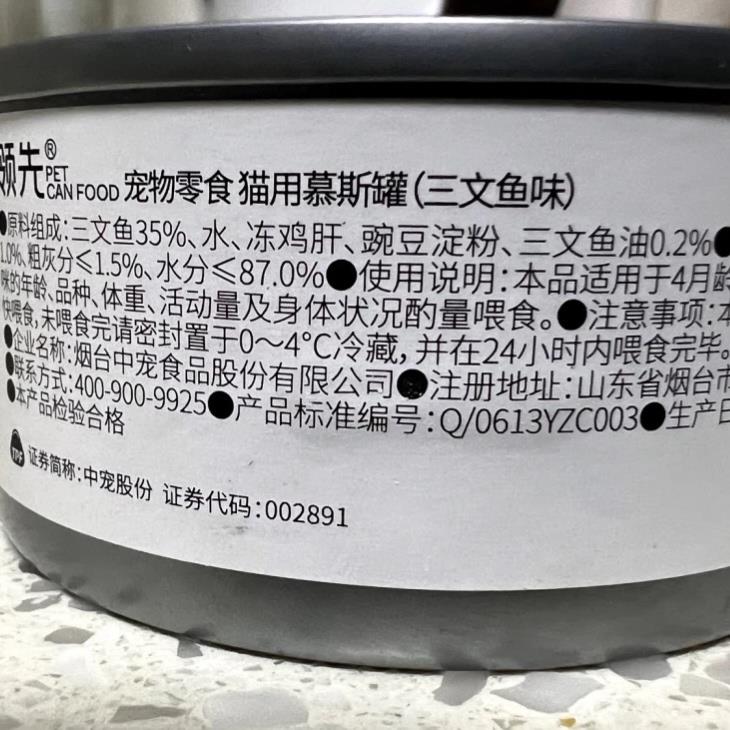 领先®
PET
CAN FOOD 宠物零食 猫用慕斯罐(三文鱼味)
●原料组成:三文鱼35%、水、冻鸡肝、豌豆淀粉、三文鱼油0.2%●
1.0%、粗灰分≤1.5%、水分≤87.0%●使用说明:本品适用于4月龄
咪的年龄、品种、体重、活动量及身体状况酌量喂食。●注意事项:本
快喂食,未喂食完请密封置于0~4℃冷藏,并在24小时内喂食完毕。
●企业名称:烟台中宠食品股份有限公司●注册地址:山东省烟台市
●联系方式:400-900-9925●产品标准编号:Q/0613YZC003●生产日
●本产品检验合格
证券简称:中宠股份 证券代码:002891